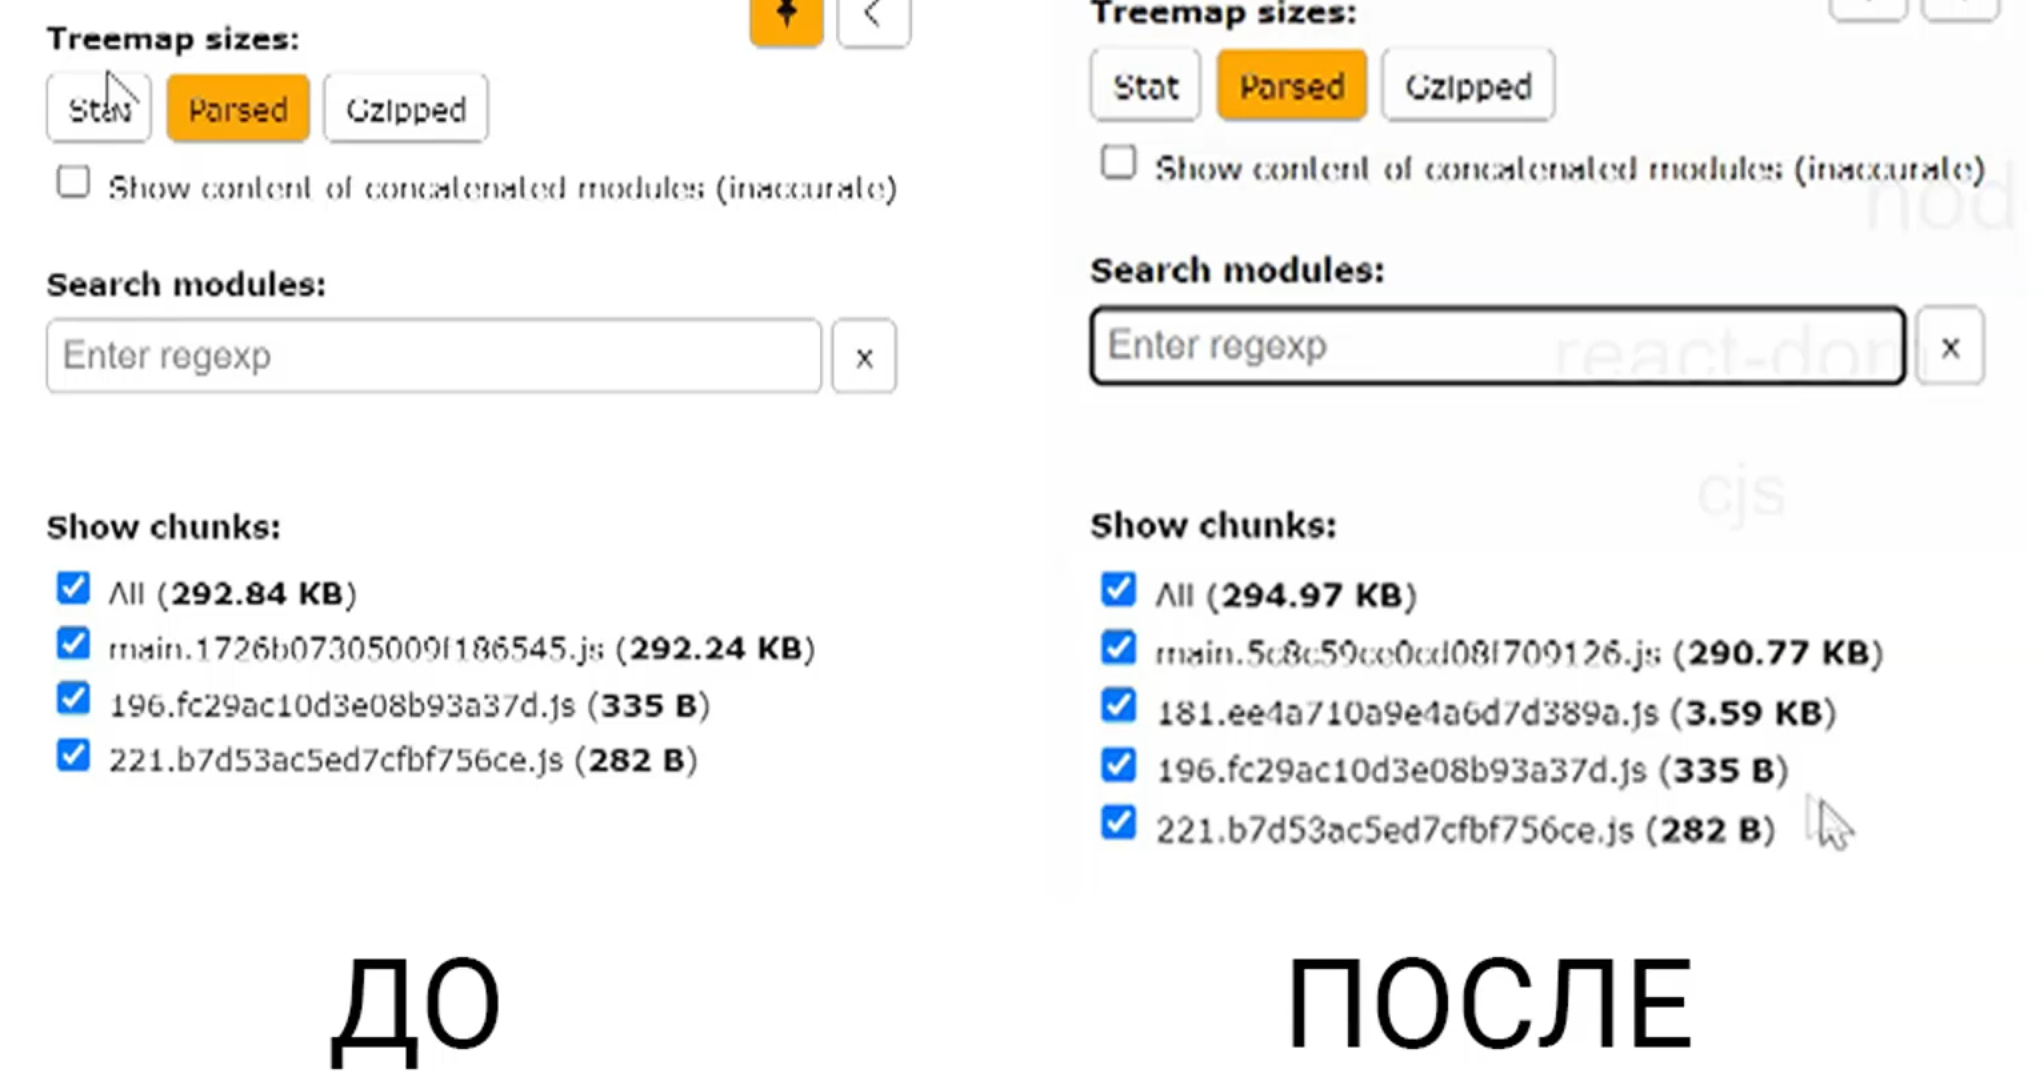 Treemap sizes:
Stat Parsed Gzipped
Show content of concatenated modules (inaccurate)
Search modules:
Enter regexp x
Show chunks:
All (292.84 KB)
main.1726b07305009f186545.js (292.24 KB)
196.fc29ac10d3e08b93a37d.js (335 B)
221.b7d53ac5ed7cfbf756ce.js (282 B)
ДО
Treemap sizes:
Stat Parsed Gzipped
Show content of concatenated modules (inaccurate)
nod
Search modules:
Enter regexp react-dom x
cjs
Show chunks:
All (294.97 KB)
main.5c8c59ce0cd08f709126.js (290.77 KB)
181.ee4a710a9e4a6d7d389a.js (3.59 KB)
196.fc29ac10d3e08b93a37d.js (335 B)
221.b7d53ac5ed7cfbf756ce.js (282 B)
ПОСЛЕ